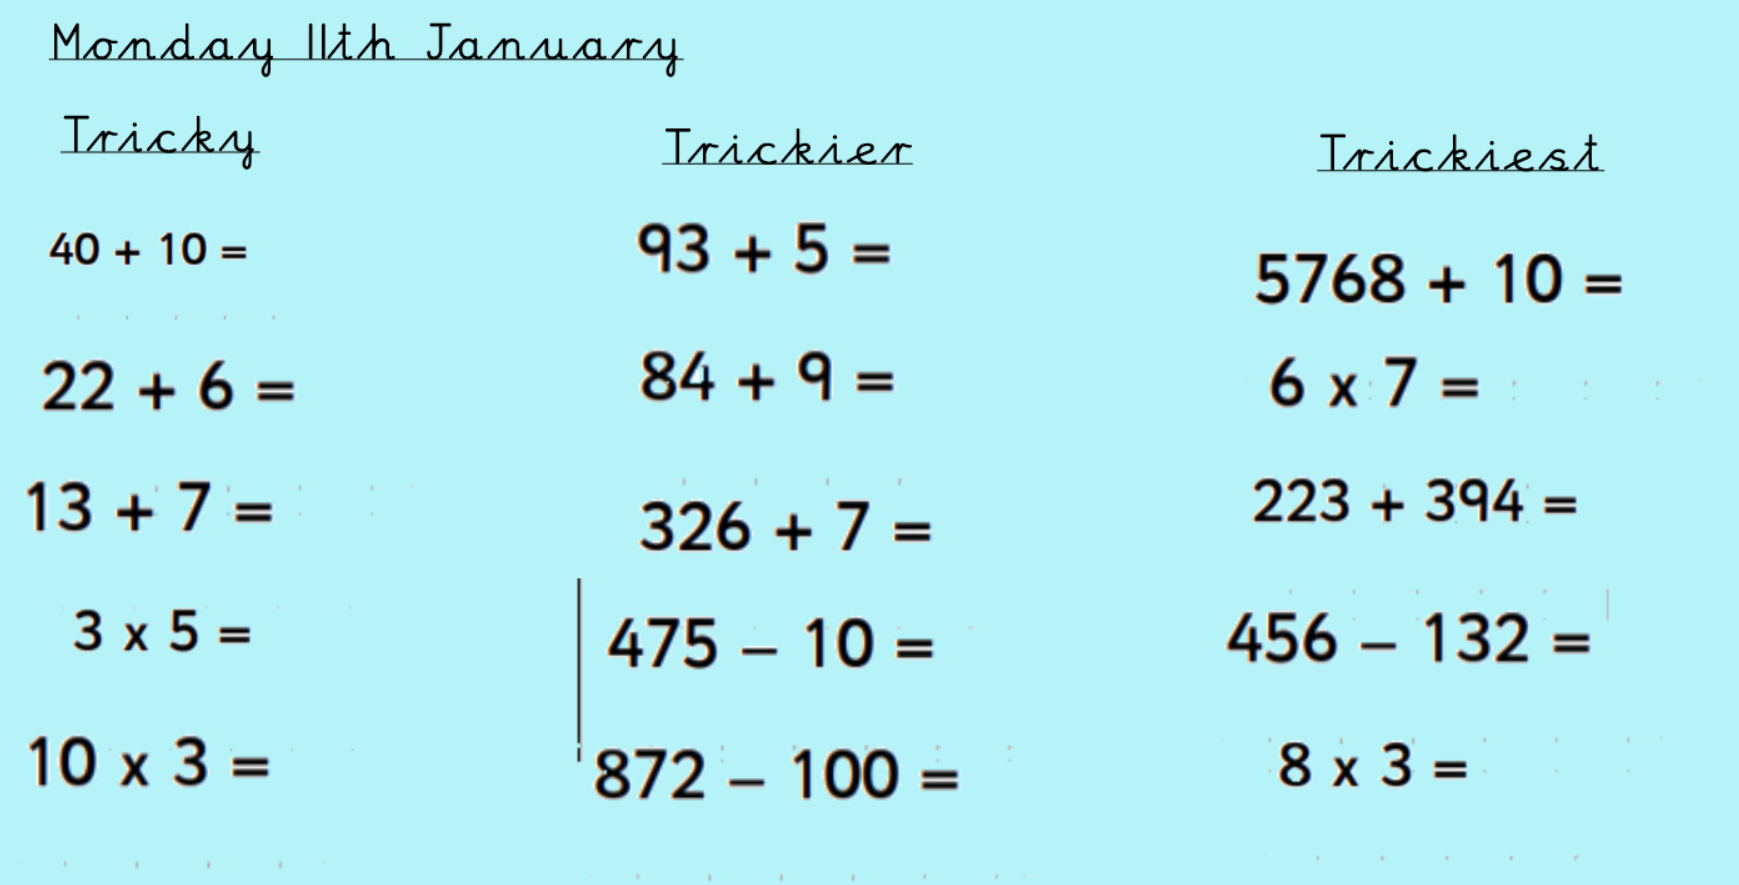 Monday 11th January
Tricky
40 + 10 =
22 + 6 =
13 + 7 =
3 x 5 =
10 x 3 =
Trickier
93 + 5 =
84 + 9 =
326 + 7 =
475 – 10 =
872 – 100 =
Trickiest
5768 + 10 =
6 x 7 =
223 + 394 =
456 – 132 =
8 x 3 =